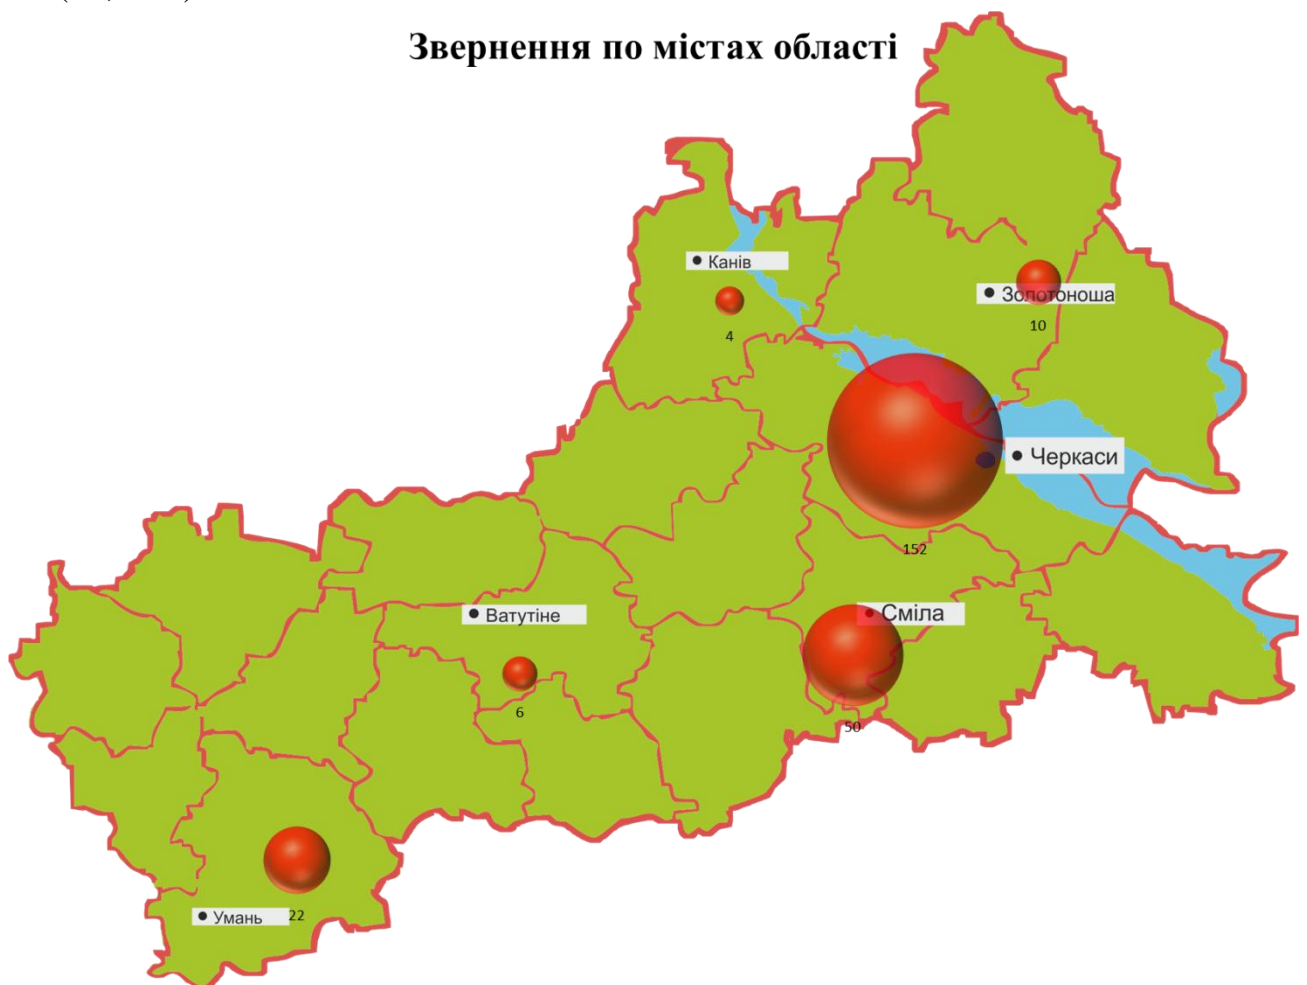 Звернення по містах області
Канів
4
Золотоноша
10
Черкаси
152
Ватутіне
6
Сміла
50
Умань
22